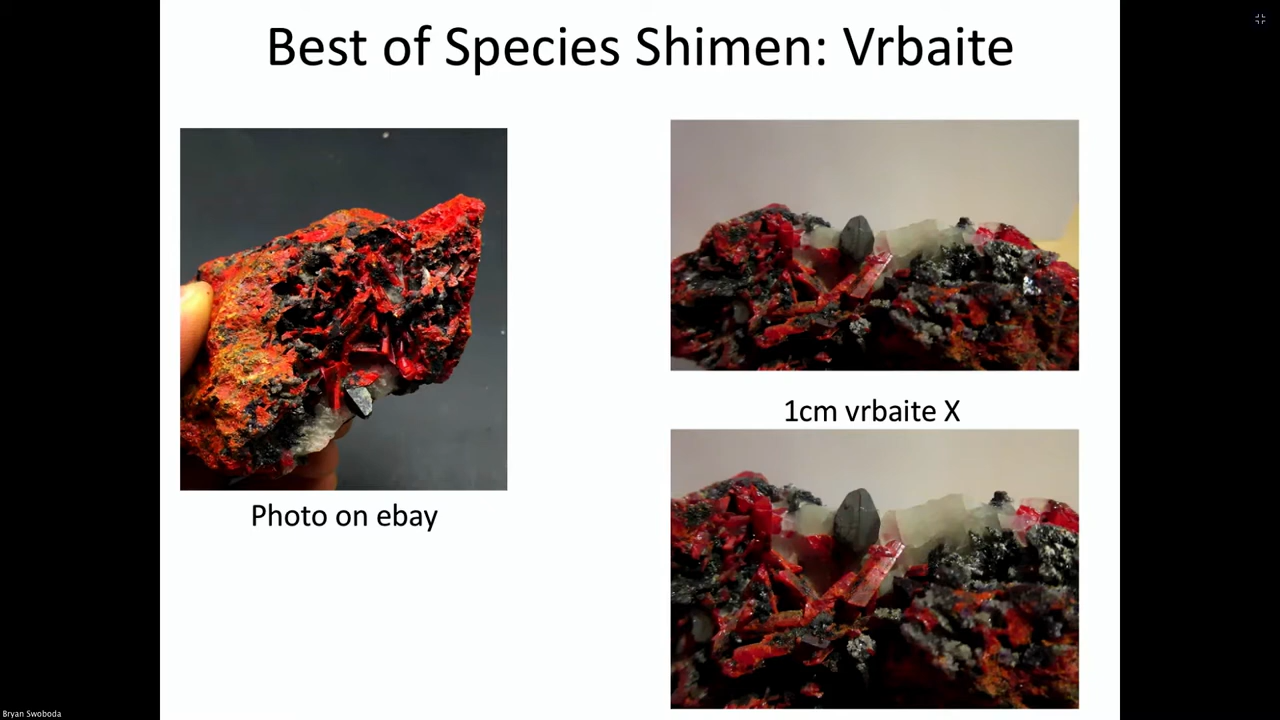 Best of Species Shimen: Vrbaite
Photo on ebay
1cm vrbaite X
Bryan Swoboda